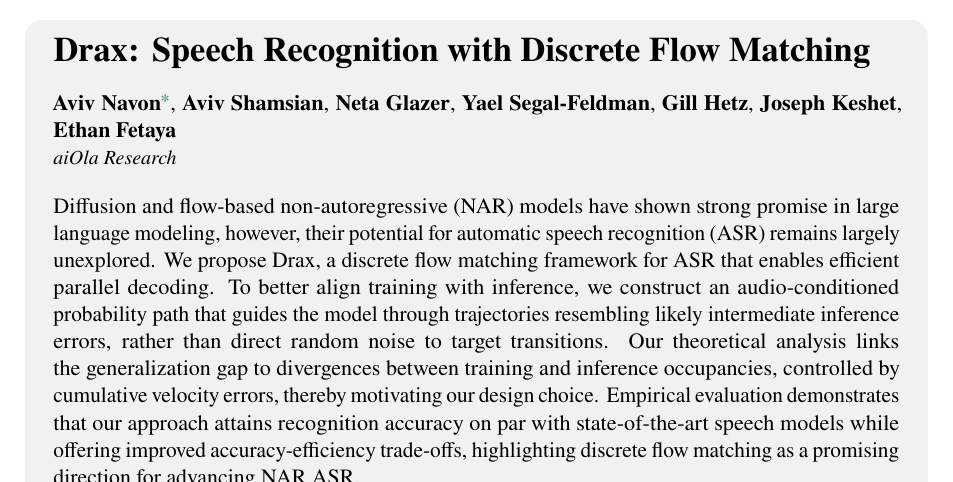 Drax: Speech Recognition with Discrete Flow Matching
Aviv Navon*, Aviv Shamsian, Neta Glazer, Yael Segal-Feldman, Gill Hetz, Joseph Keshet,
Ethan Fetaya
aiOla Research
Diffusion and flow-based non-autoregressive (NAR) models have shown strong promise in large
language modeling, however, their potential for automatic speech recognition (ASR) remains largely
unexplored. We propose Drax, a discrete flow matching framework for ASR that enables efficient
parallel decoding. To better align training with inference, we construct an audio-conditioned
probability path that guides the model through trajectories resembling likely intermediate inference
errors, rather than direct random noise to target transitions. Our theoretical analysis links
the generalization gap to divergences between training and inference occupancies, controlled by
cumulative velocity errors, thereby motivating our design choice. Empirical evaluation demonstrates
that our approach attains recognition accuracy on par with state-of-the-art speech models while
offering improved accuracy-efficiency trade-offs, highlighting discrete flow matching as a promising
direction for advancing NAR ASR.